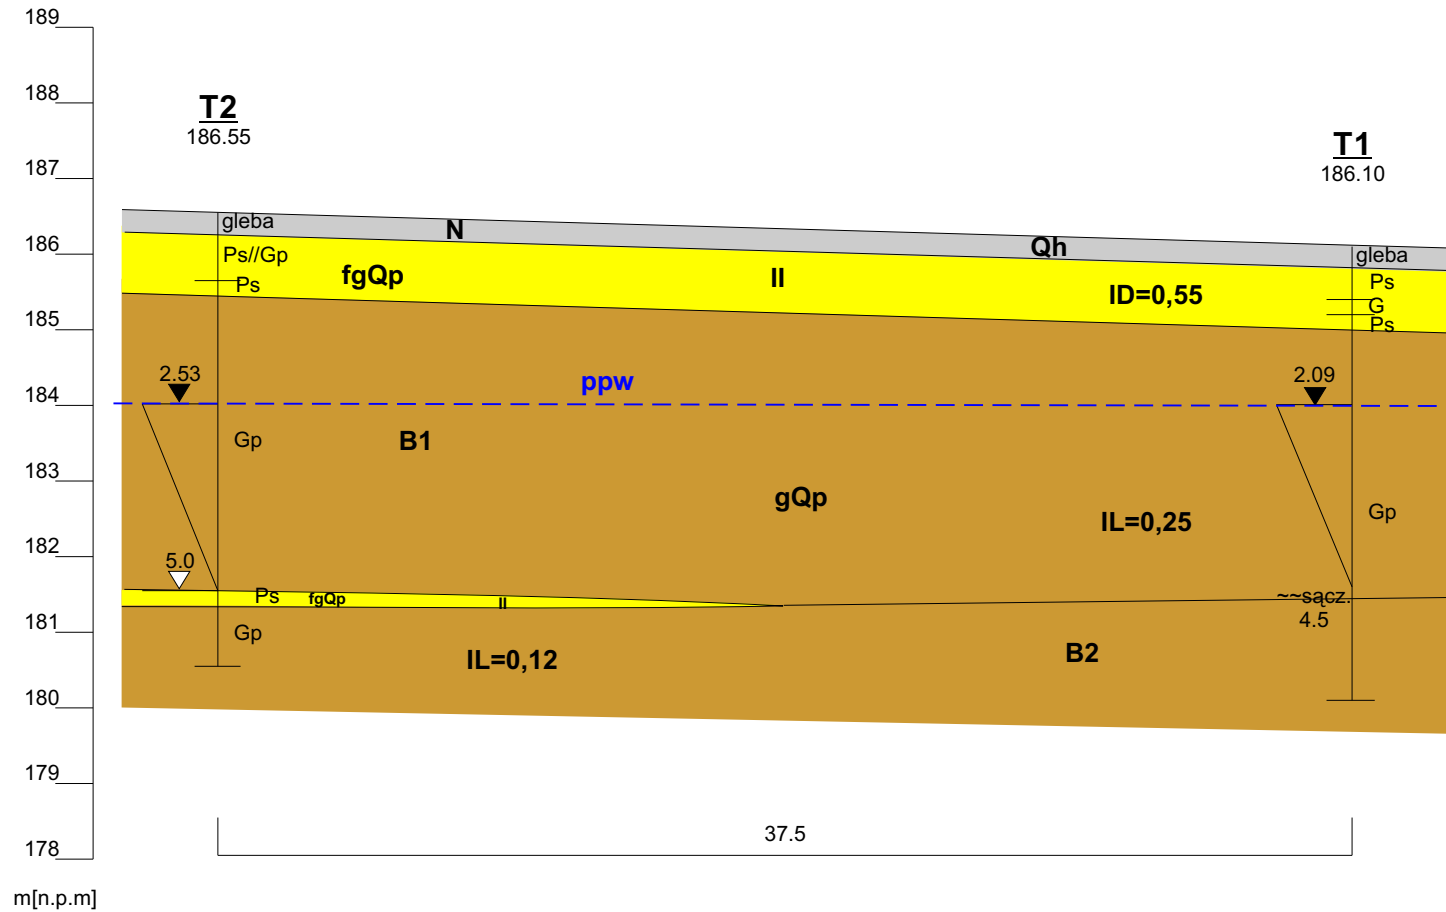 189
188
187
186
185
184
183
182
181
180
179
178
m[n.p.m]
T2
186.55
T1
186.10
gleba
N
Qh
gleba
Ps//Gp
Ps
fgQp
II
ID=0,55
Ps
G
Ps
2.53
ppw
2.09
Gp
B1
gQp
IL=0,25
Gp
5.0
Ps
fgQp
II
~~sącz.
4.5
Gp
IL=0,12
B2
37.5